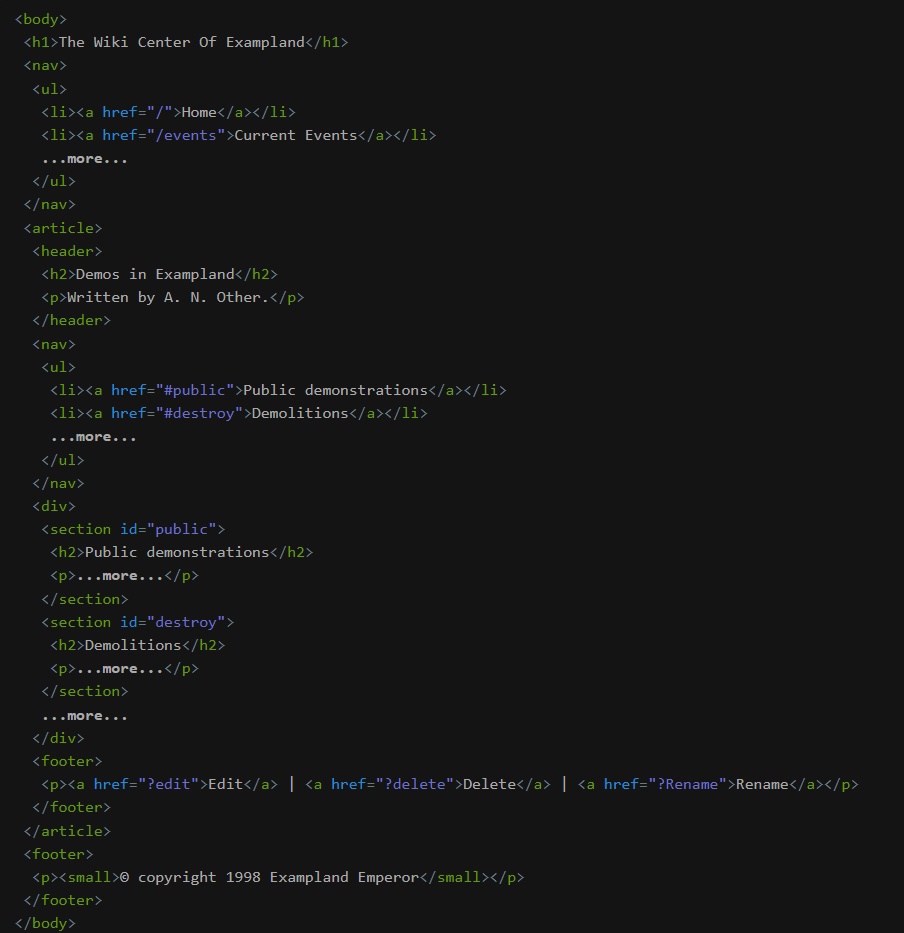 <body>
<h1>The Wiki Center Of Exampland</h1>
<nav>
<ul>
<li><a href="/">Home</a></li>
<li><a href="/events">Current Events</a></li>
...more...
</ul>
</nav>
<article>
<header>
<h2>Demos in Exampland</h2>
<p>Written by A. N. Other.</p>
</header>
<nav>
<ul>
<li><a href="#public">Public demonstrations</a></li>
<li><a href="#destroy">Demolitions</a></li>
...more...
</ul>
</nav>
<div>
<section id="public">
<h2>Public demonstrations</h2>
<p>...more...</p>
</section>
<section id="destroy">
<h2>Demolitions</h2>
<p>...more...</p>
</section>
...more...
</div>
<footer>
<p><a href="?edit">Edit</a> | <a href="?delete">Delete</a> | <a href="?Rename">Rename</a></p>
</footer>
</article>
<footer>
<p><small>© copyright 1998 Exampland Emperor</small></p>
</footer>
</body>